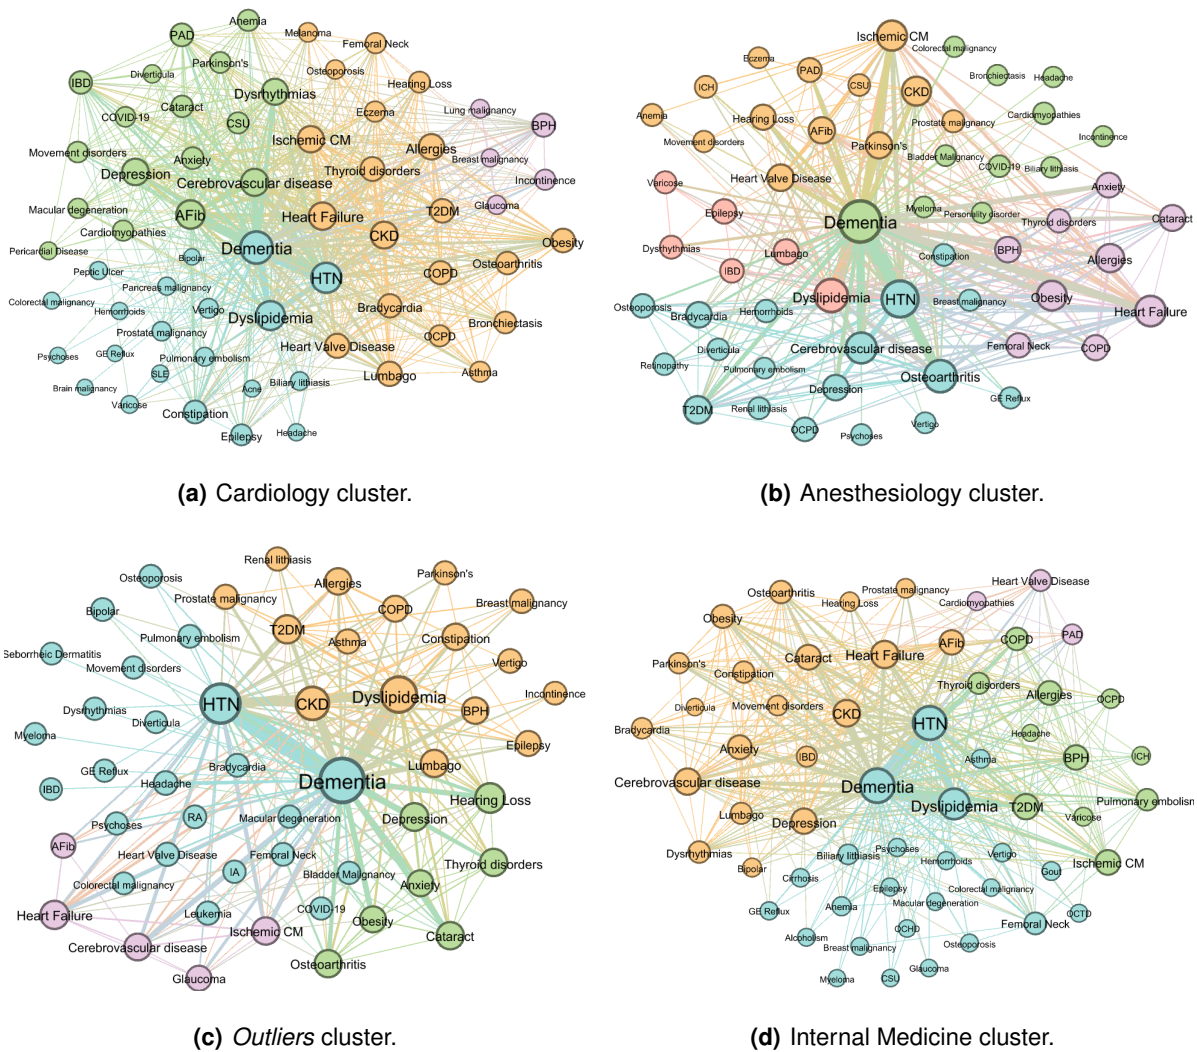 Anemia
PAD
Melanoma
Femoral Neck
Parkinson's
Diverticula
Osteoporosis
IBD
Dysrhythmias
Hearing Loss
Cataract
COVID-19
CSU
Eczema
Lung malignancy
BPH
Ischemic CM
Movement disorders
Anxiety
Allergies
Breast malignancy
Depression
Cerebrovascular disease
Thyroid disorders
Incontinence
Macular degeneration
AFib
Heart Failure
T2DM
Glaucoma
Cardiomyopathies
CKD
Pericardial Disease
Dementia
Obesity
Bipolar
Osteoarthritis
Peptic Ulcer
HTN
COPD
Pancreas malignancy
Colorectal malignancy
Hemorrhoids
Vertigo
Dyslipidemia
Bradycardia
Bronchiectasis
Prostate malignancy
OCPD
Psychoses
GE Reflux
Pulmonary embolism
Heart Valve Disease
SLE
Lumbago
Asthma
Brain malignancy
Acne
Biliary lithiasis
Varicose
Constipation
Epilepsy
Headache
(a) Cardiology cluster.
Ischemic CM
Colorectal malignancy
Eczema
PAD
Bronchiectasis
Headache
ICH
CSU
CKD
Anemia
Hearing Loss
Prostate malignancy
Cardiomyopathies
AFib
Incontinence
Movement disorders
Parkinson's
Bladder Malignancy
COVID-19
Biliary lithiasis
Heart Valve Disease
Varicose
Anxiety
Epilepsy
Myeloma
Personality disorder
Thyroid disorders
Cataract
Dementia
Dysthythmias
Lumbago
BPH
Constipation
Allergies
IBD
Osteoporosis
Dyslipidemia
HTN
Breast malignancy
Obesity
Bradycardia
Hemorrhoids
Heart Failure
Diverticula
Cerebrovascular disease
Femoral Neck
COPD
Retinopathy
Pulmonary embolism
Osteoarthritis
Depression
T2DM
Renal lithiasis
GE Reflux
OCPD
Psychoses
Vertigo
(b) Anesthesiology cluster.
Renal lithiasis
Osteoporosis
Allergies
Parkinson's
Prostate malignancy
Breast malignancy
Bipolar
COPD
T2DM
Pulmonary embolism
Asthma
Constipation
Seborrheic Dermatitis
Movement disorders
Vertigo
HTN
CKD
Dyslipidemia
Incontinence
Dysrhythmias
Diverticula
BPH
Myeloma
Epilepsy
GE Reflux
Bradycardia
Lumbago
IBD
Headache
Dementia
Hearing Loss
Psychoses
RA
Macular degeneration
Depression
AFib
Heart Valve Disease
Femoral Neck
Thyroid disorders
Colorectal malignancy
IA
Bladder Malignancy
Anxiety
Heart Failure
Leukemia
COVID-19
Obesity
Ischemic CM
Cataract
Cerebrovascular disease
Osteoarthritis
Glaucoma
(c) Outliers cluster.
Heart Valve Disease
Osteoarthritis
Prostate malignancy
Hearing Loss
Cardiomyopathies
Obesity
AFib
COPD
PAD
Parkinson's
Cataract
Heart Failure
Constipation
Thyroid disorders
Allergies
OCPD
Diverticula
Movement disorders
CKD
HTN
Bradycardia
Headache
Anxiety
IBD
Asthma
BPH
ICH
Cerebrovascular disease
Dementia
Dyslipidemia
T2DM
Pulmonary embolism
Lumbago
Depression
Varicose
Dysrhythmias
Biliary lithiasis
Psychoses
Hemorrhoids
Vertigo
Ischemic CM
Bipolar
Cirrhosis
Gout
Epilepsy
Colorectal malignancy
GE Reflux
Anemia
Macular degeneration
OCTD
Femoral Neck
Alcoholism
OCHD
Breast malignancy
Osteoporosis
Glaucoma
Myeloma
CSU
(d) Internal Medicine cluster.